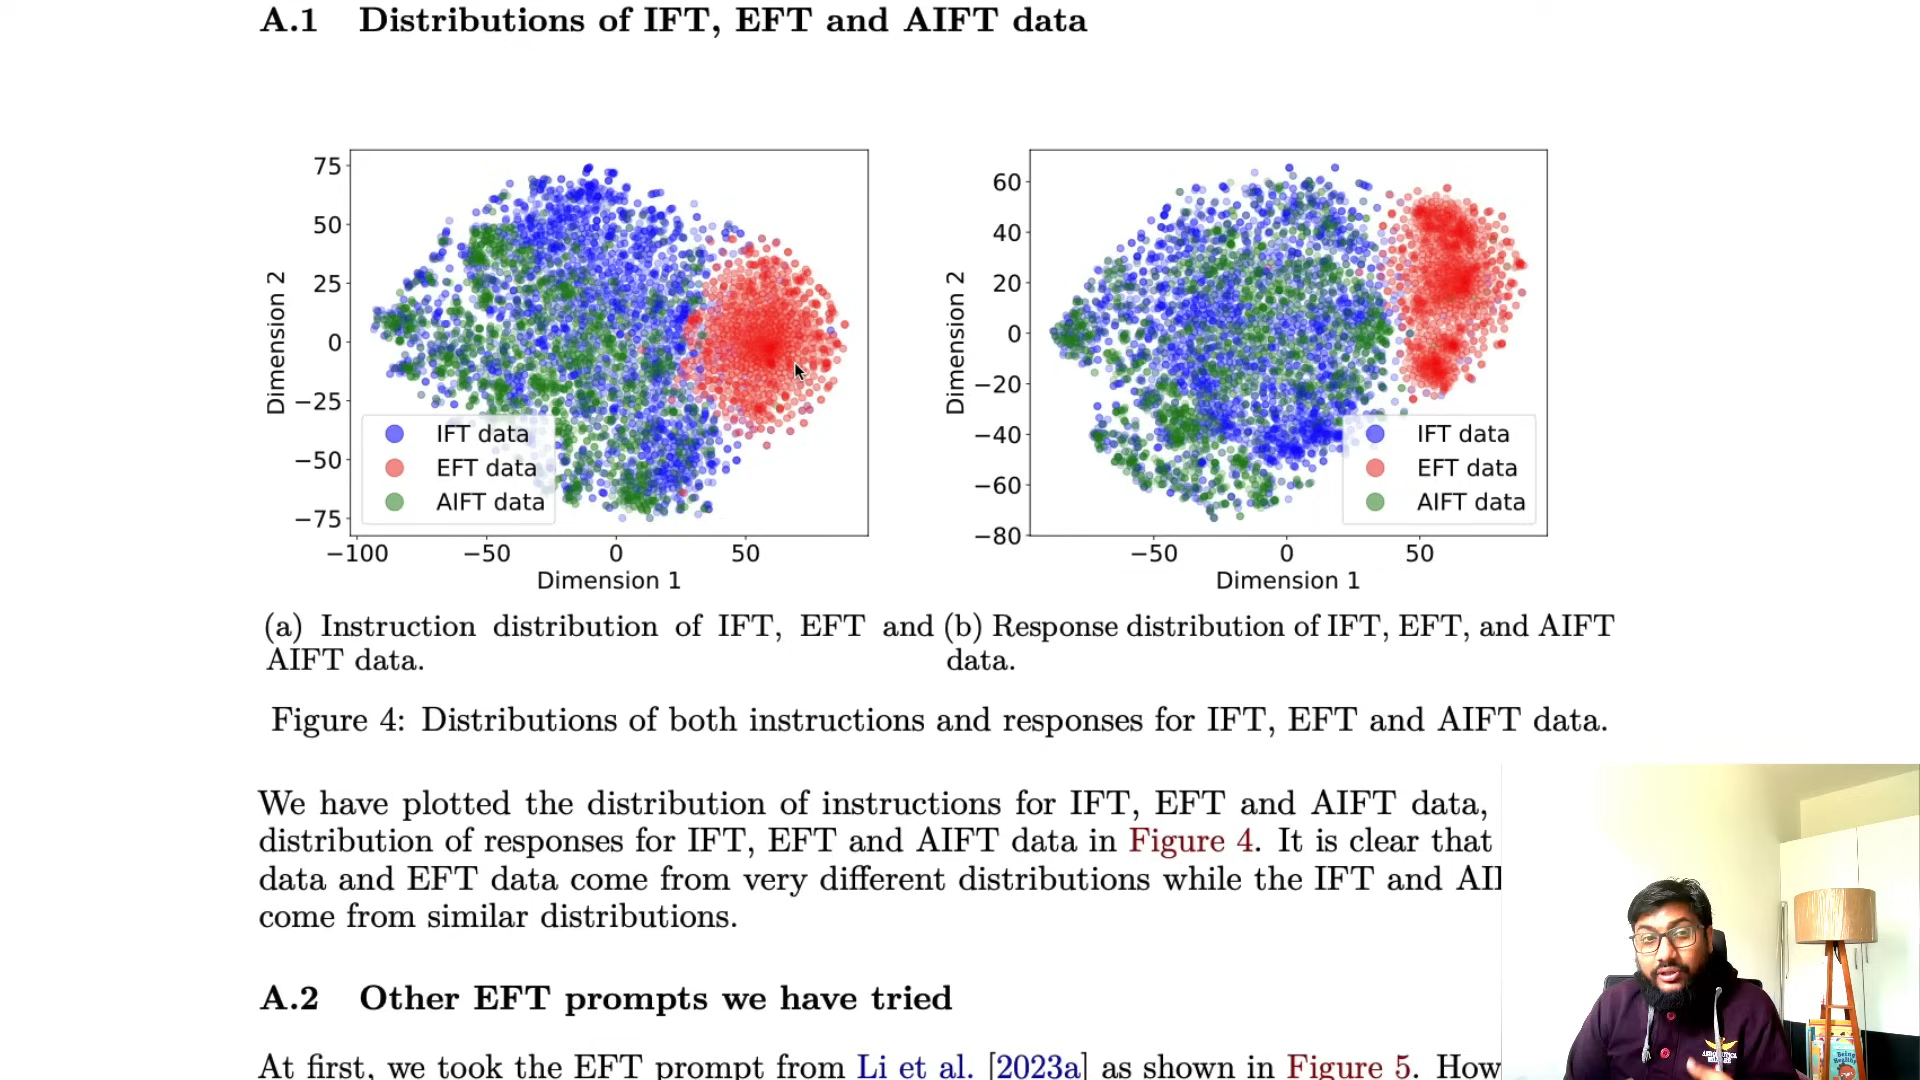 A.1 Distributions of IFT, EFT and AIFT data
75
50
25
0
−25
−50
−75
Dimension 2
−100 −50 0 50
Dimension 1
IFT data
EFT data
AIFT data
60
40
20
0
−20
−40
−60
−80
Dimension 2
−50 0 50
Dimension 1
IFT data
EFT data
AIFT data
(a) Instruction distribution of IFT, EFT and
AIFT data.
(b) Response distribution of IFT, EFT, and AIFT
data.
Figure 4: Distributions of both instructions and responses for IFT, EFT and AIFT data.
We have plotted the distribution of instructions for IFT, EFT and AIFT data,
distribution of responses for IFT, EFT and AIFT data in Figure 4. It is clear that
data and EFT data come from very different distributions while the IFT and AI
come from similar distributions.
A.2 Other EFT prompts we have tried
At first, we took the EFT prompt from Li et al. [2023a] as shown in Figure 5. How